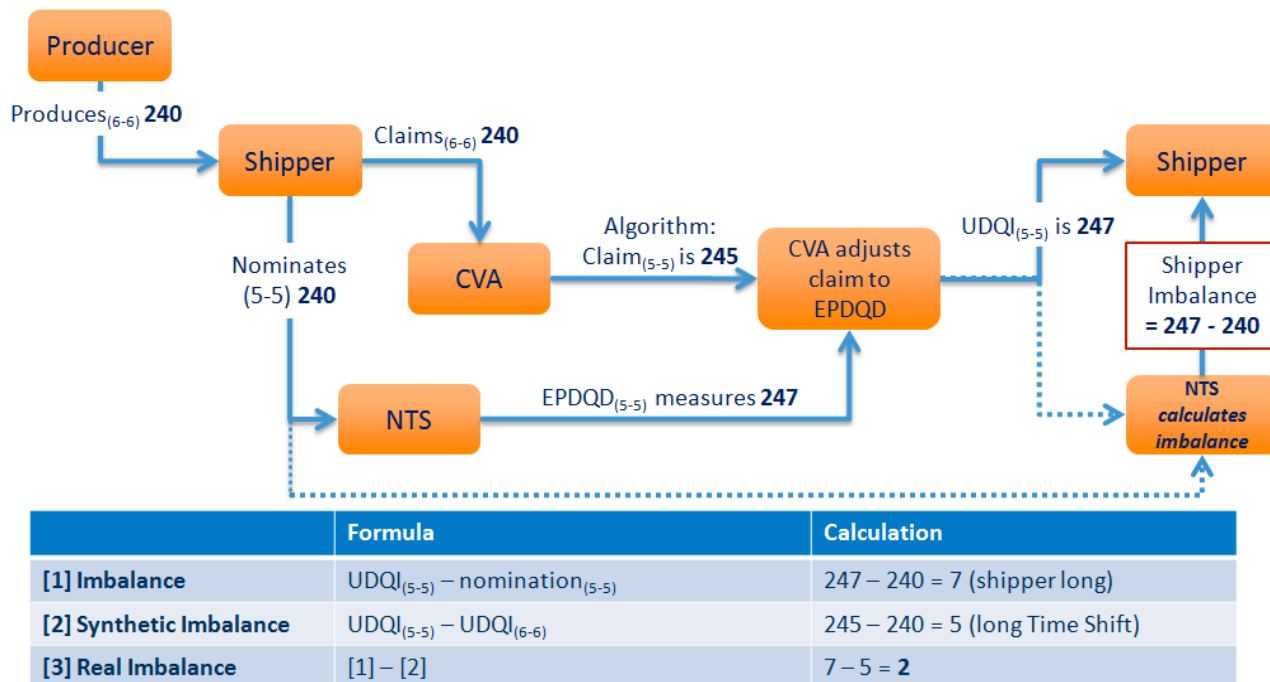 Producer
Produces(6-6) 240
Shipper
Claims(6-6) 240
Nominates
(5-5) 240
CVA
Algorithm:
Claim(5-5) is 245
NTS
EPDQD(5-5) measures 247
CVA adjusts
claim to
EPDQD
UDQI(5-5) is 247
Shipper
Shipper
Imbalance
= 247 - 240
NTS
calculates
imbalance
Formula Calculation
[1] Imbalance UDQI(5-5) – nomination(5-5) 247 – 240 = 7 (shipper long)
[2] Synthetic Imbalance UDQI(5-5) – UDQI(6-6) 245 – 240 = 5 (long Time Shift)
[3] Real Imbalance [1] – [2] 7 – 5 = 2